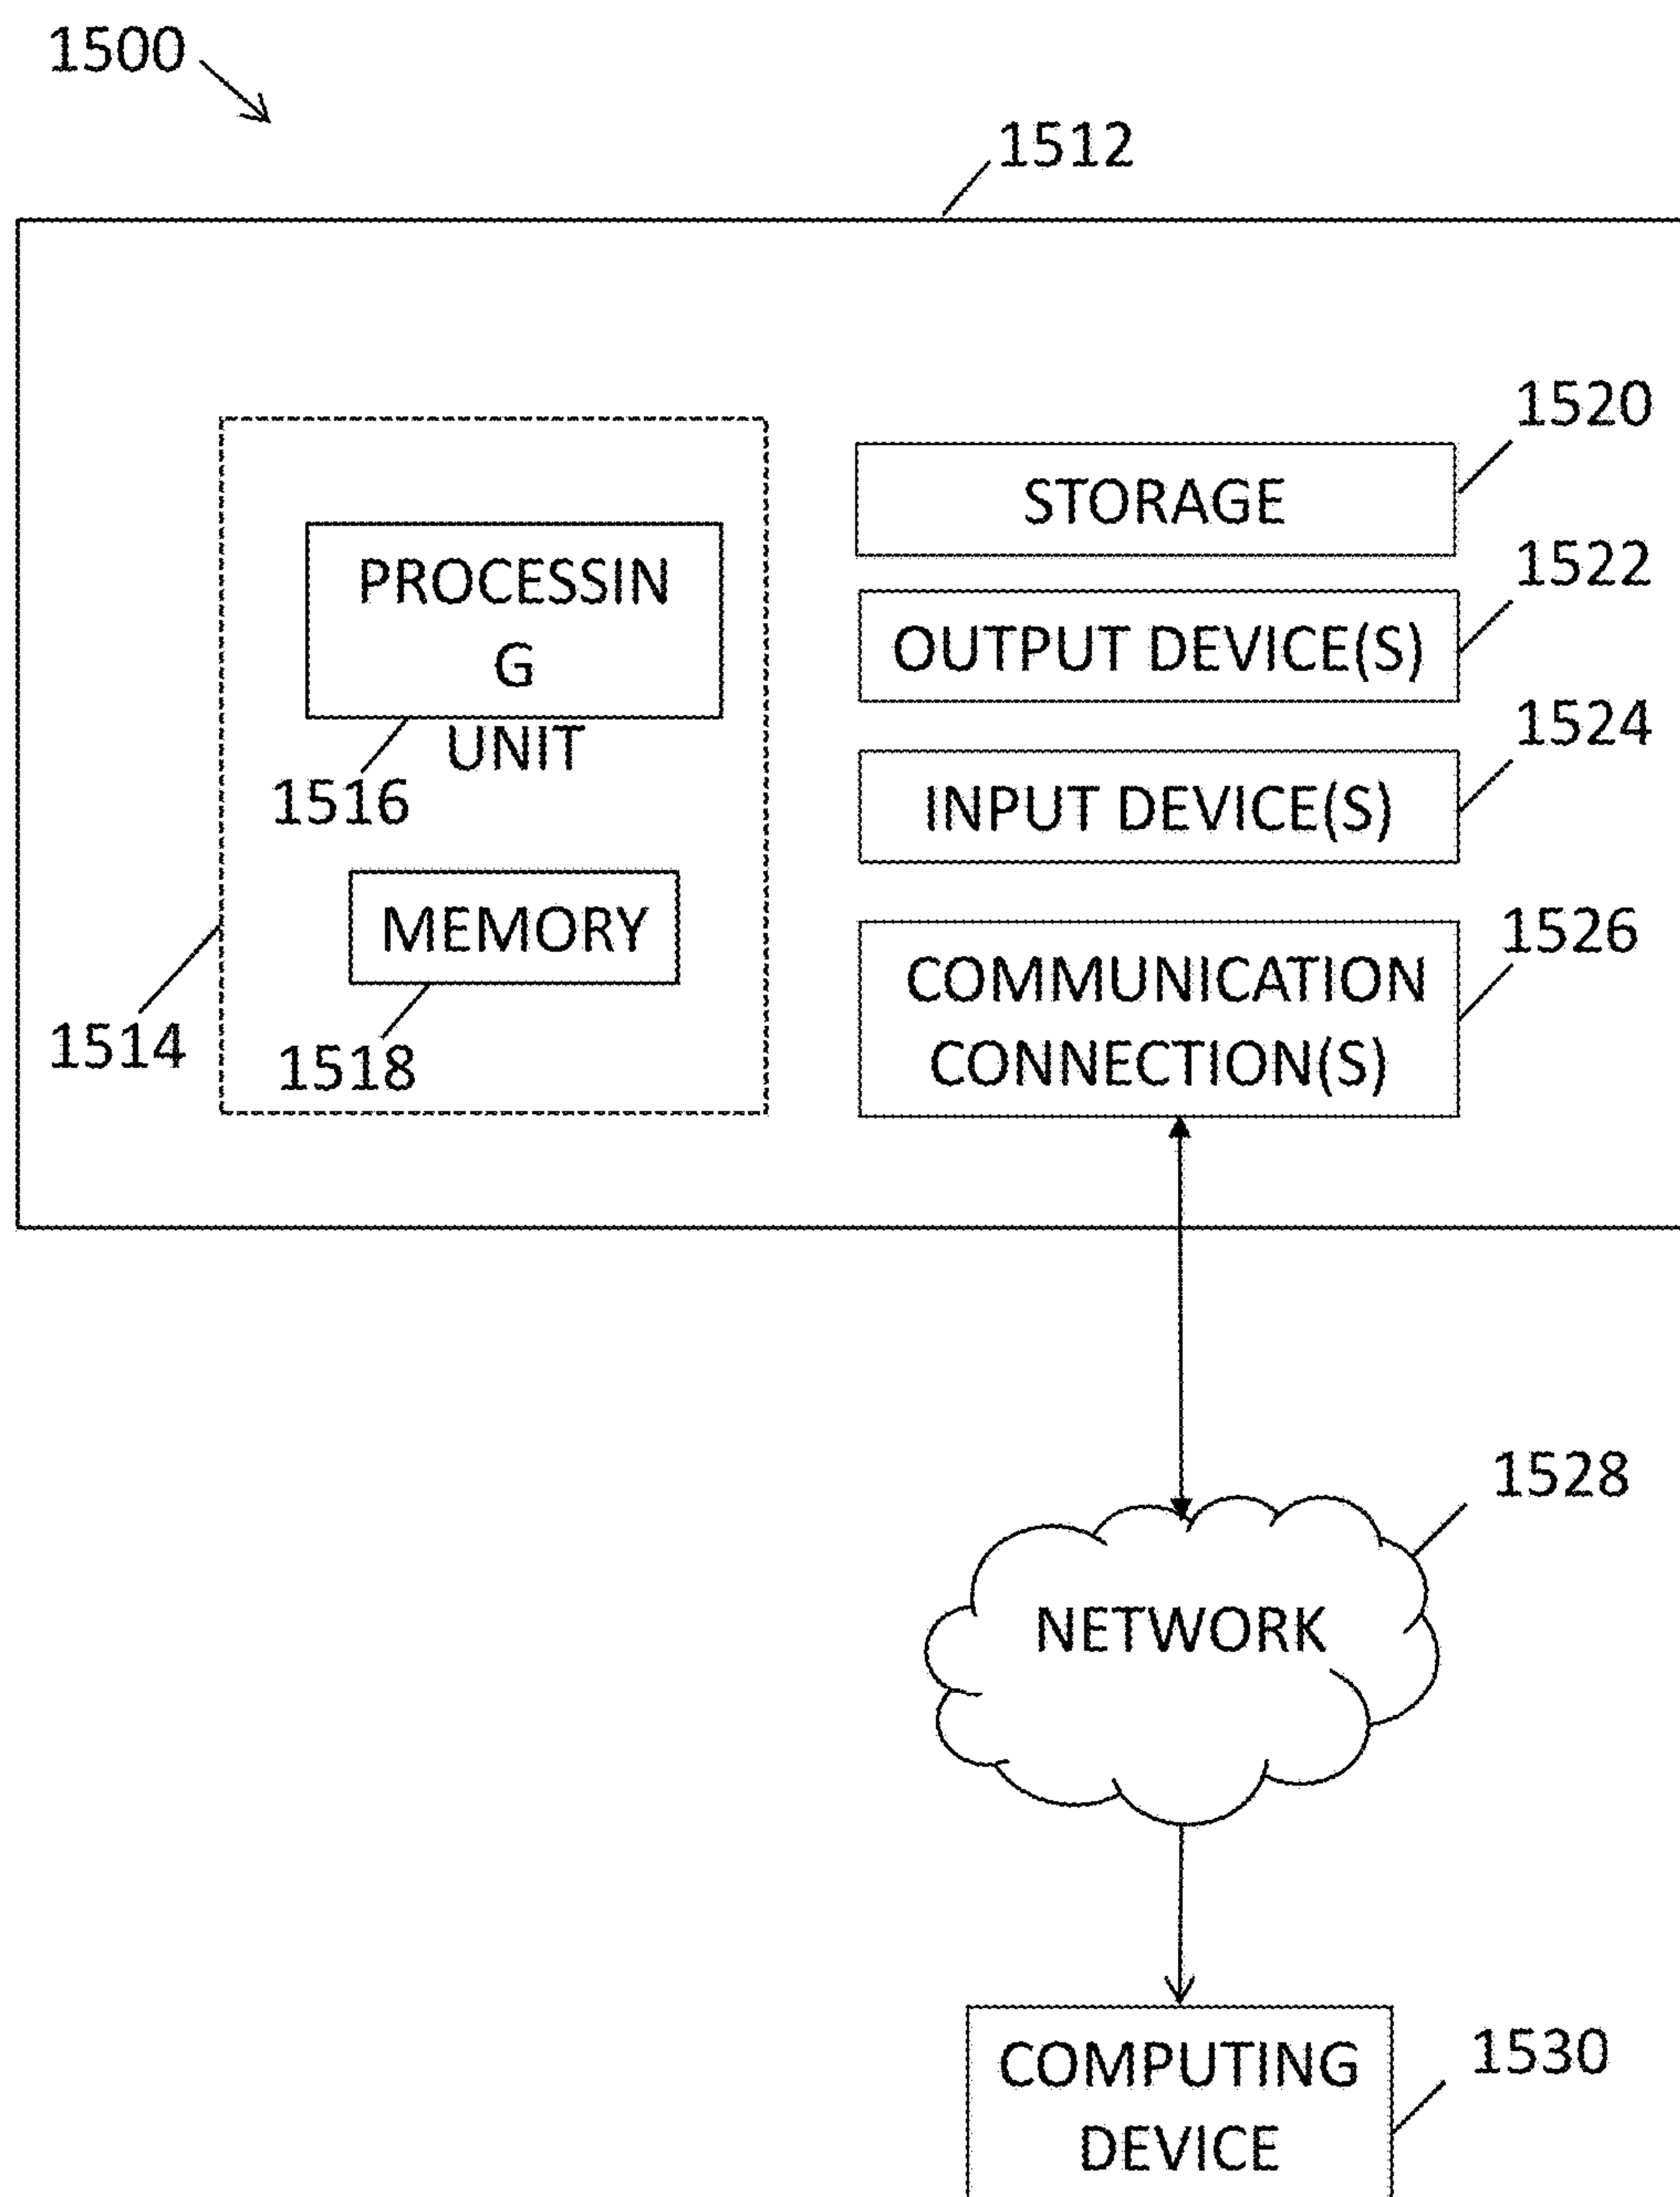 1500
1512
1520
STORAGE
1522
PROCESSIN
G
UNIT
OUTPUT DEVICE(S)
1524
1516
INPUT DEVICE(S)
MEMORY
1526
COMMUNICATION
CONNECTION(S)
1514
1518
1528
NETWORK
1530
COMPUTING
DEVICE